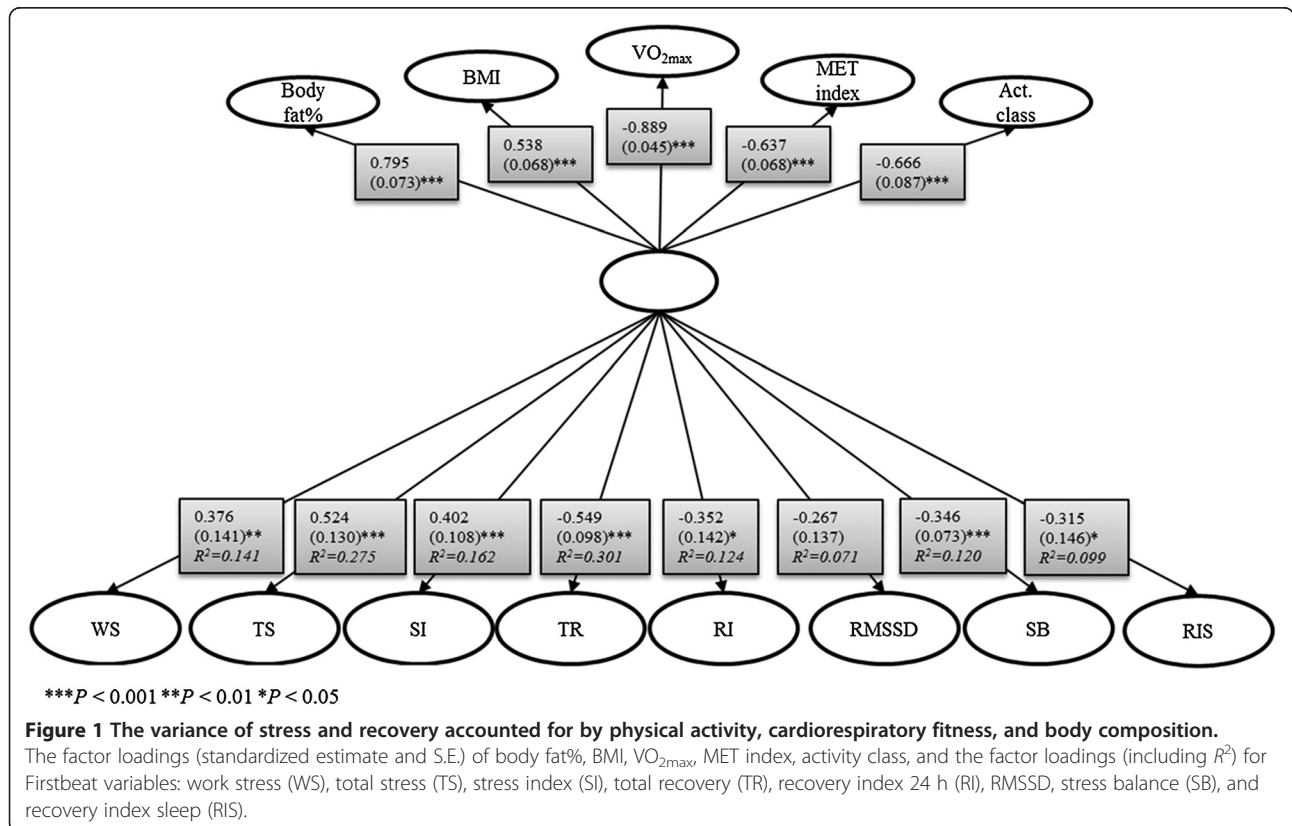 VO2max
BMI
MET
index
Body
fat%
Act.
class
-0.889
(0.045)***
0.538
(0.068)***
-0.637
(0.068)***
0.795
(0.073)***
-0.666
(0.087)***
0.376
(0.141)**
R²=0.141
0.524
(0.130)***
R²=0.275
0.402
(0.108)***
R²=0.162
-0.549
(0.098)***
R²=0.301
-0.352
(0.142)*
R²=0.124
-0.267
(0.137)
R²=0.071
-0.346
(0.073)***
R²=0.120
-0.315
(0.146)*
R²=0.099
WS
TS
SI
TR
RI
RMSSD
SB
RIS
***P < 0.001 **P < 0.01 *P < 0.05
Figure 1 The variance of stress and recovery accounted for by physical activity, cardiorespiratory fitness, and body composition.
The factor loadings (standardized estimate and S.E.) of body fat%, BMI, VO2max, MET index, activity class, and the factor loadings (including R²) for
Firstbeat variables: work stress (WS), total stress (TS), stress index (SI), total recovery (TR), recovery index 24 h (RI), RMSSD, stress balance (SB), and
recovery index sleep (RIS).